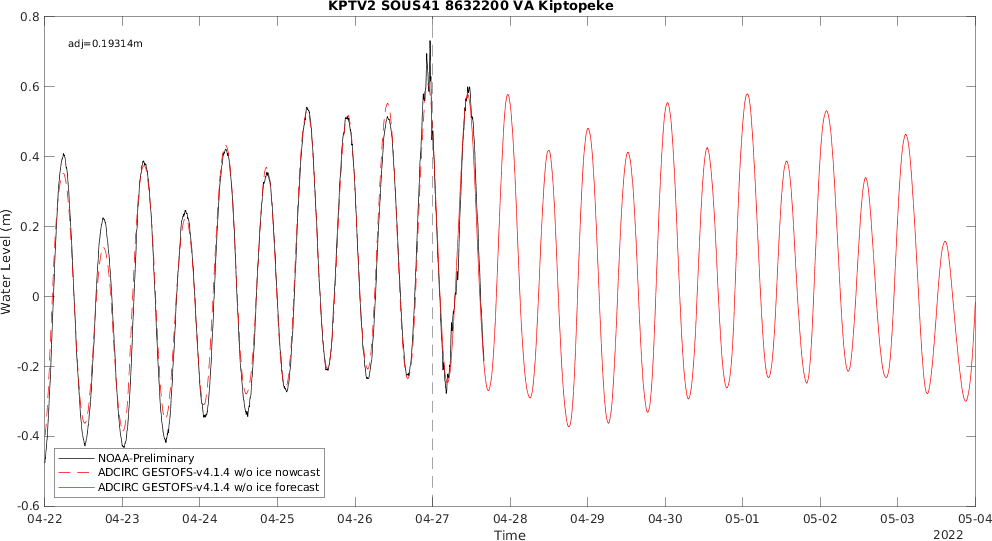 KPTV2 SOUS41 8632200 VA Kiptopeke
adj=0.19314m
Water Level (m)
0.8
0.6
0.4
0.2
0
-0.2
-0.4
-0.6
NOAA-Preliminary
ADCIRC GESTOFS-v4.1.4 w/o ice nowcast
ADCIRC GESTOFS-v4.1.4 w/o ice forecast
04-22 04-23 04-24 04-25 04-26 04-27 04-28 04-29 04-30 05-01 05-02 05-03 05-04
Time
2022